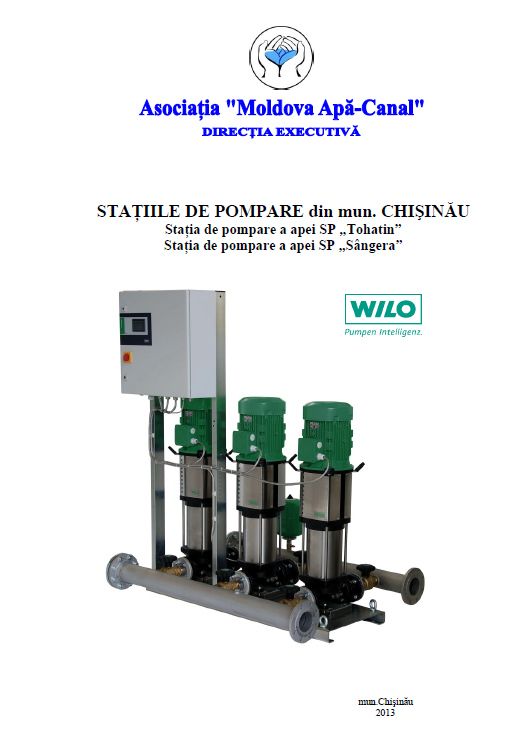 Asociația "Moldova Apă-Canal"
DIRECȚIA EXECUTIVĂ
STAȚIILE DE POMPARE din mun. CHIȘINĂU
Stația de pompare a apei SP „Tohatin”
Stația de pompare a apei SP „Sângera”
WILO
Pumpen Intelligenz.
wilo
mun.Chișinău
2013